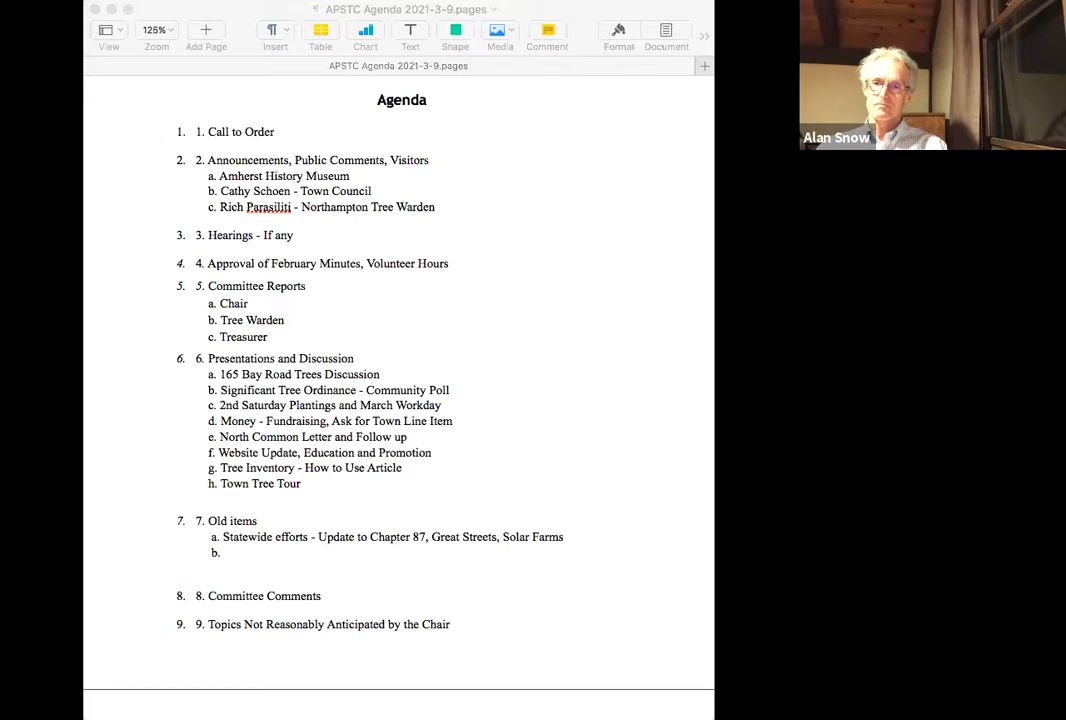 APSTC Agenda 2021-3-9.pages
View
125%
Zoom
Add Page
Insert
Table
Chart
Text
Shape
Media
Comment
Format
Document
APSTC Agenda 2021-3-9.pages
Agenda
1. 1. Call to Order
2. 2. Announcements, Public Comments, Visitors
a. Amherst History Museum
b. Cathy Schoen - Town Council
c. Rich Parasiliti - Northampton Tree Warden
3. 3. Hearings - If any
4. 4. Approval of February Minutes, Volunteer Hours
5. 5. Committee Reports
a. Chair
b. Tree Warden
c. Treasurer
6. 6. Presentations and Discussion
a. 165 Bay Road Trees Discussion
b. Significant Tree Ordinance - Community Poll
c. 2nd Saturday Plantings and March Workday
d. Money - Fundraising, Ask for Town Line Item
e. North Common Letter and Follow up
f. Website Update, Education and Promotion
g. Tree Inventory - How to Use Article
h. Town Tree Tour
7. 7. Old items
a. Statewide efforts - Update to Chapter 87, Great Streets, Solar Farms
b.
8. 8. Committee Comments
9. 9. Topics Not Reasonably Anticipated by the Chair
Alan Snow